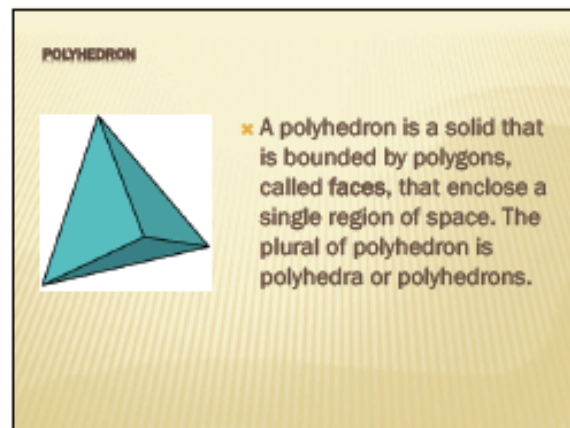 POLYHEDRON
A polyhedron is a solid that
is bounded by polygons,
called faces, that enclose a
single region of space. The
plural of polyhedron is
polyhedra or polyhedrons.